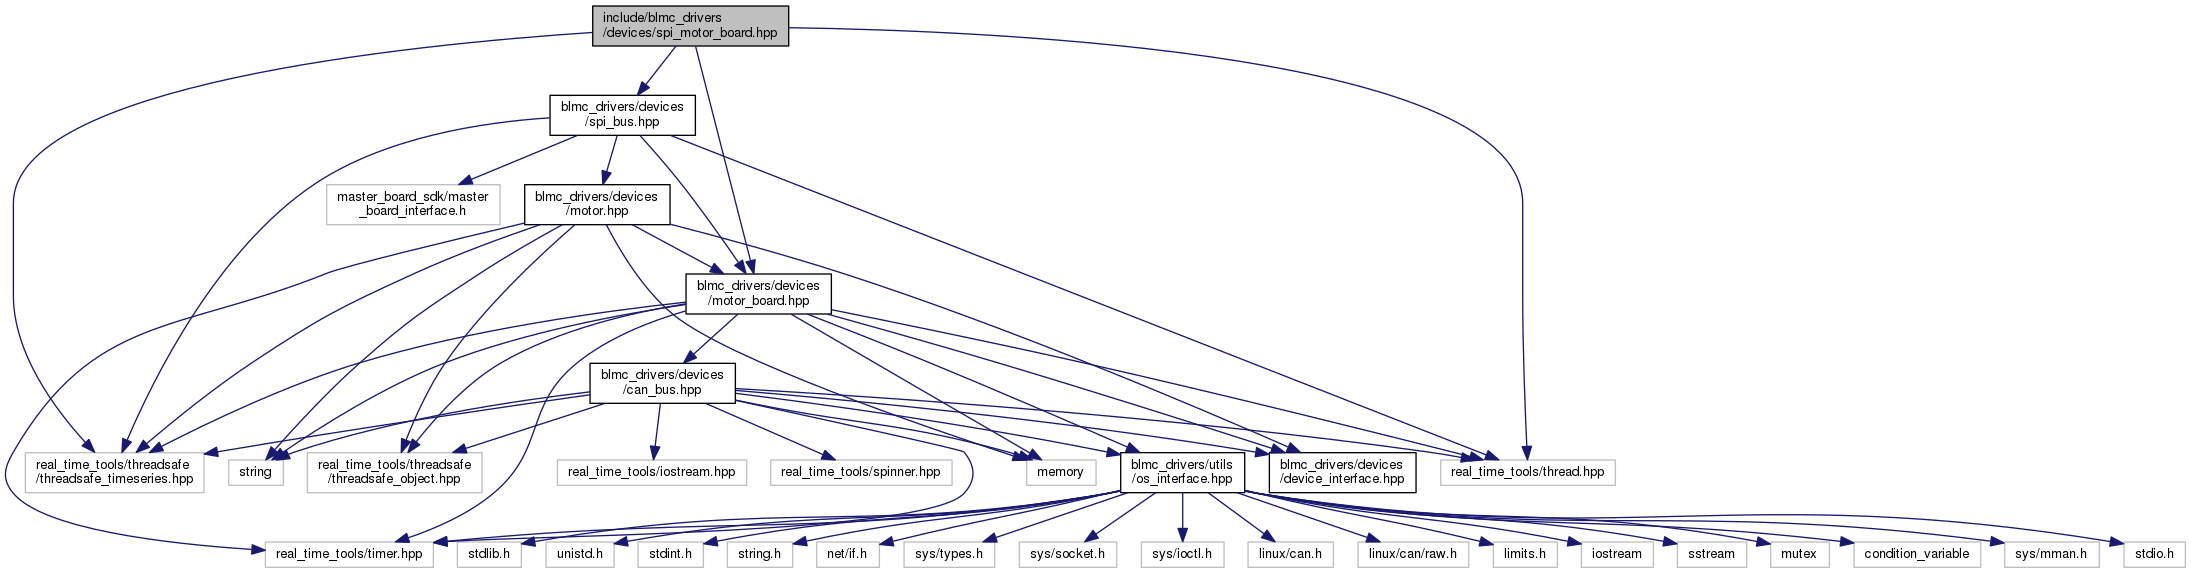 include/blmc_drivers
/devices/spi_motor_board.hpp
blmc_drivers/devices
/spi_bus.hpp
master_board_sdk/master
_board_interface.h
blmc_drivers/devices
/motor.hpp
blmc_drivers/devices
/motor_board.hpp
blmc_drivers/devices
/can_bus.hpp
real_time_tools/threadsafe
/threadsafe_timeseries.hpp
string
real_time_tools/threadsafe
/threadsafe_object.hpp
real_time_tools/iostream.hpp
real_time_tools/spinner.hpp
memory
blmc_drivers/utils
/os_interface.hpp
blmc_drivers/devices
/device_interface.hpp
real_time_tools/thread.hpp
real_time_tools/timer.hpp
stdlib.h
unistd.h
stdint.h
string.h
net/if.h
sys/types.h
sys/socket.h
sys/ioctl.h
linux/can.h
linux/can/raw.h
limits.h
iostream
sstream
mutex
condition_variable
sys/mman.h
stdio.h